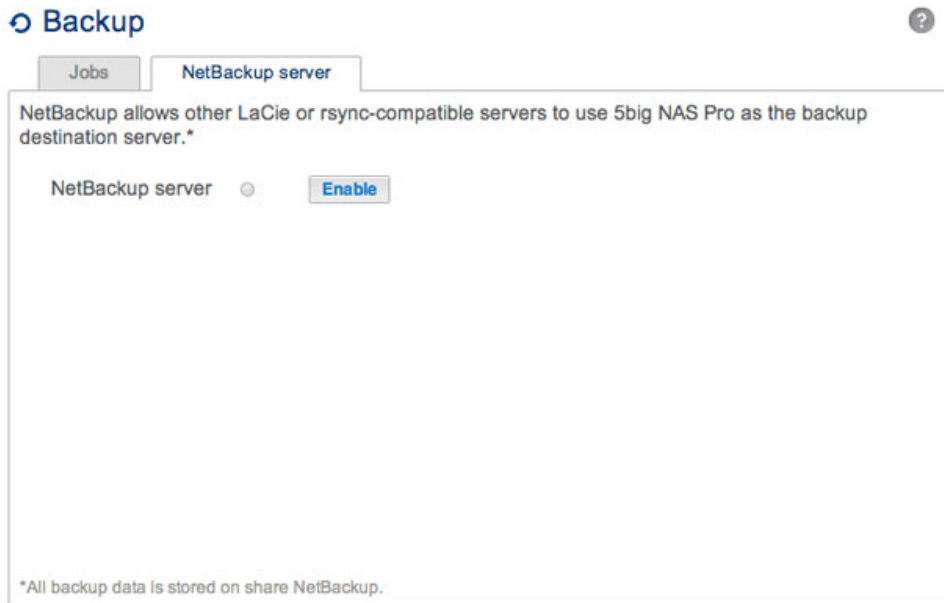 Backup
?
Jobs
NetBackup server
NetBackup allows other LaCie or rsync-compatible servers to use 5big NAS Pro as the backup
destination server.*
NetBackup server
Enable
*All backup data is stored on share NetBackup.